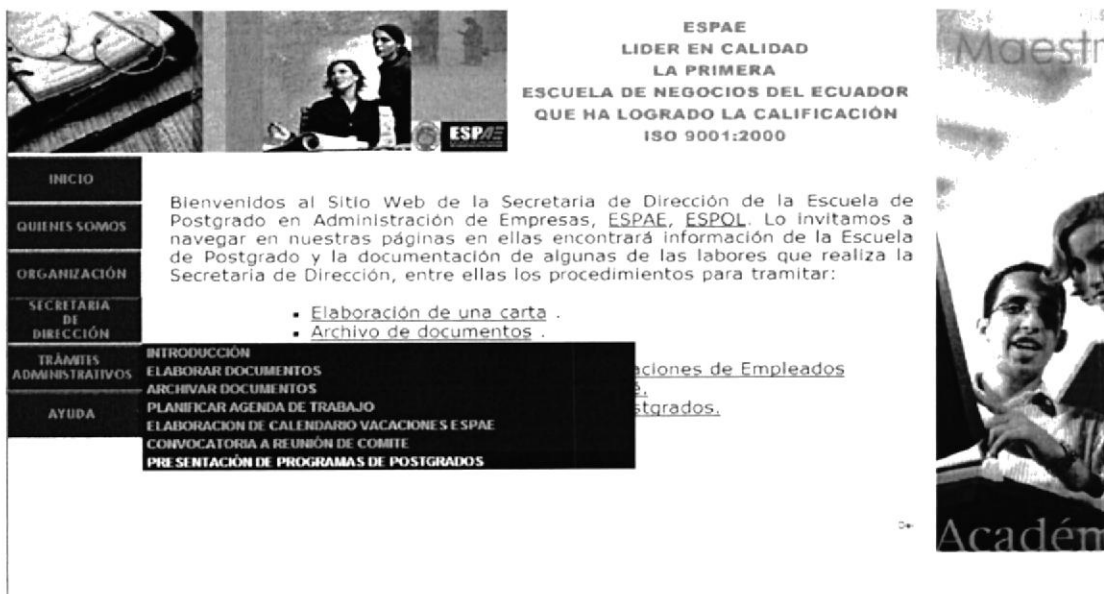 ESPAE
LIDER EN CALIDAD
LA PRIMERA
ESCUELA DE NEGOCIOS DEL ECUADOR
QUE HA LOGRADO LA CALIFICACIÓN
ISO 9001:2000
ESPAE
Maestr
INICIO
QUIENES SOMOS
ORGANIZACIÓN
SECRETARIA
DE
DIRECCIÓN
TRÁMITES
ADMINISTRATIVOS
AYUDA
Bienvenidos al Sitio Web de la Secretaria de Dirección de la Escuela de
Postgrado en Administración de Empresas, ESPAE, ESPOL. Lo invitamos a
navegar en nuestras páginas en ellas encontrará información de la Escuela
de Postgrado y la documentación de algunas de las labores que realiza la
Secretaria de Dirección, entre ellas los procedimientos para tramitar:
▪ Elaboración de una carta .
▪ Archivo de documentos .
aciones de Empleados
stgrados.
INTRODUCCIÓN
ELABORAR DOCUMENTOS
ARCHIVAR DOCUMENTOS
PLANIFICAR AGENDA DE TRABAJO
ELABORACION DE CALENDARIO VACACIONES ESPAE
CONVOCATORIA A REUNIÓN DE COMITE
PRESENTACIÓN DE PROGRAMAS DE POSTGRADOS
Académ